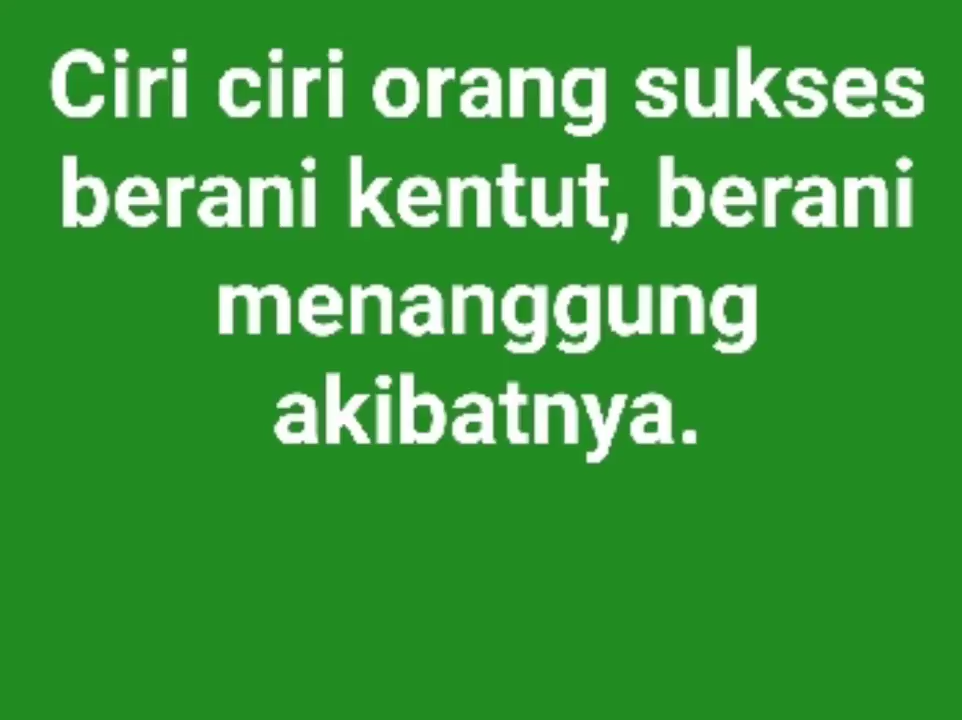 Ciri ciri orang sukses
berani kentut, berani
menanggung
akibatnya.